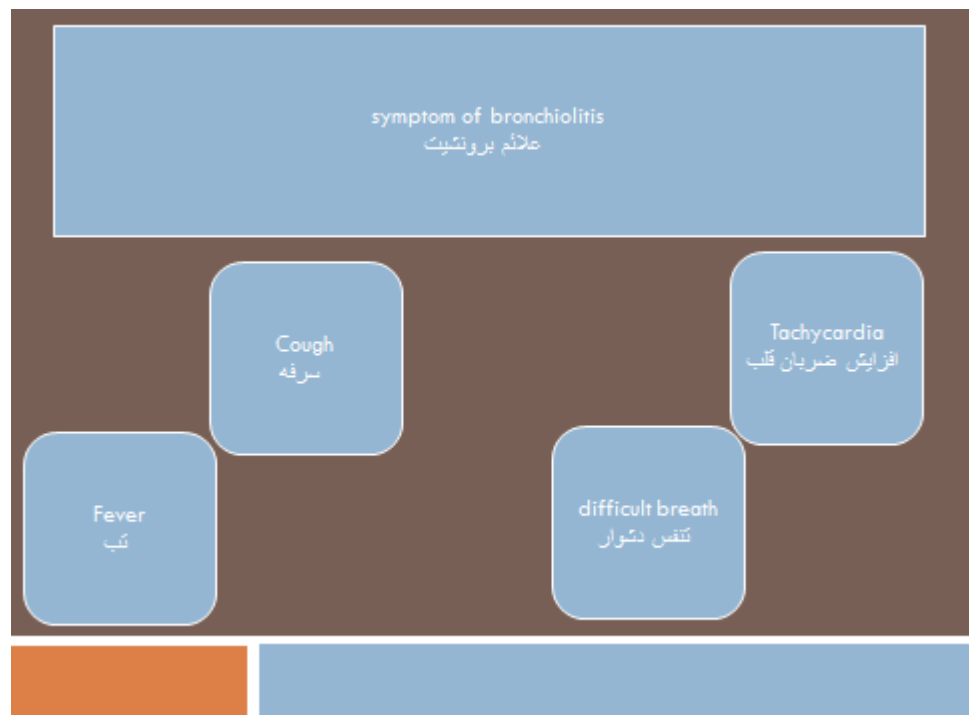 symptom of bronchiolitis
علائم برونشیت
Cough
سرفه
Tachycardia
افزایش ضربان قلب
Fever
تب
difficult breath
تنفس دشوار